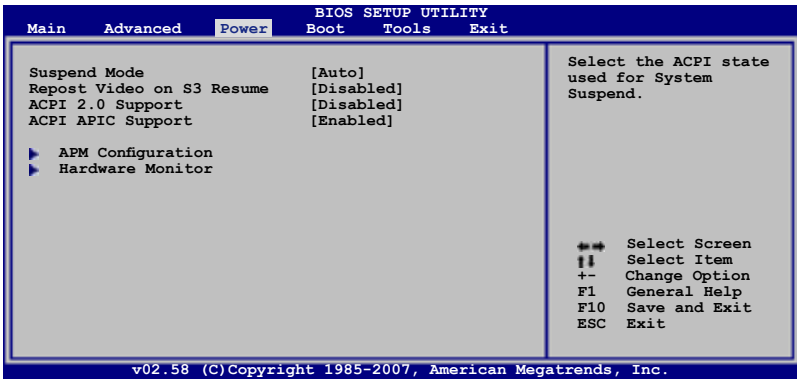 BIOS SETUP UTILITY
Main Advanced Power Boot Tools Exit
Suspend Mode [Auto]
Repost Video on S3 Resume [Disabled]
ACPI 2.0 Support [Disabled]
ACPI APIC Support [Enabled]
APM Configuration
Hardware Monitor
Select the ACPI state
used for System
Suspend.
Select Screen
Select Item
+- Change Option
F1 General Help
F10 Save and Exit
ESC Exit
v02.58 (C)Copyright 1985-2007, American Megatrends, Inc.